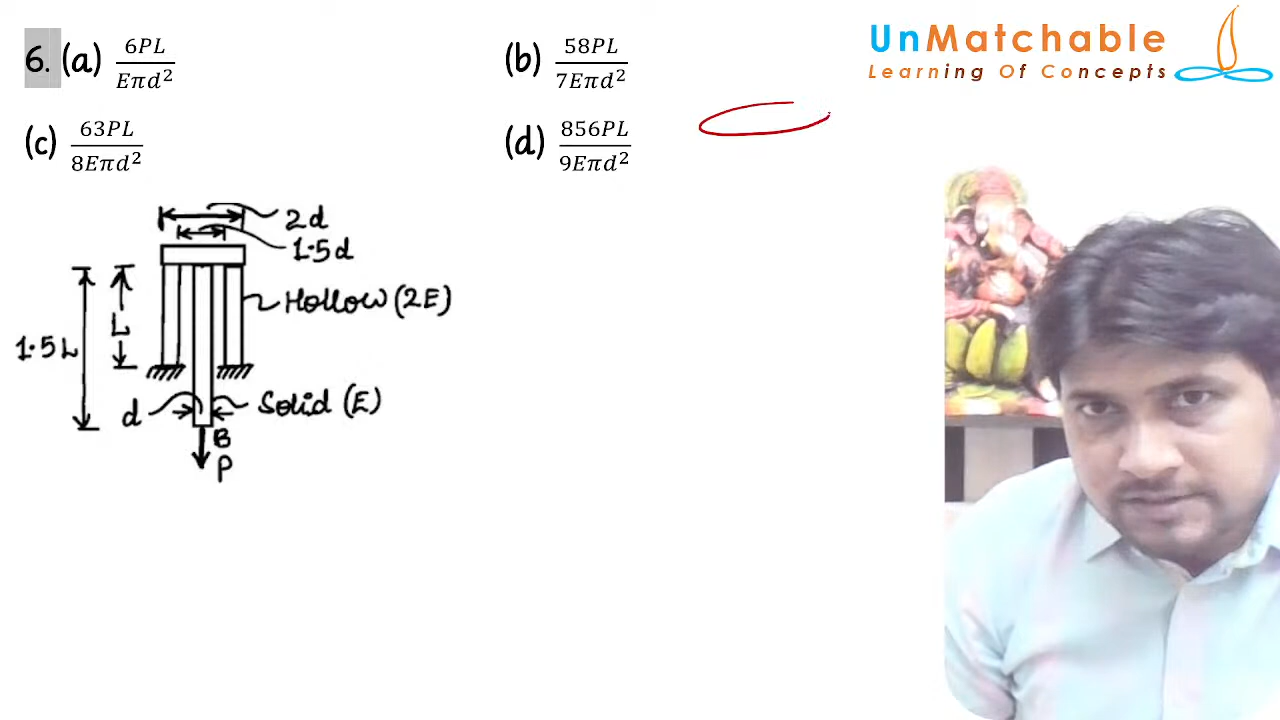 UnMatchable
Learning Of Concepts
6. (a) 6PL/Eπd²
(b) 58PL/7Eπd²
(c) 63PL/8Eπd²
(d) 856PL/9Eπd²
2d
1.5d
Hollow (2E)
L
1.5L
d
Solid (E)
B
P